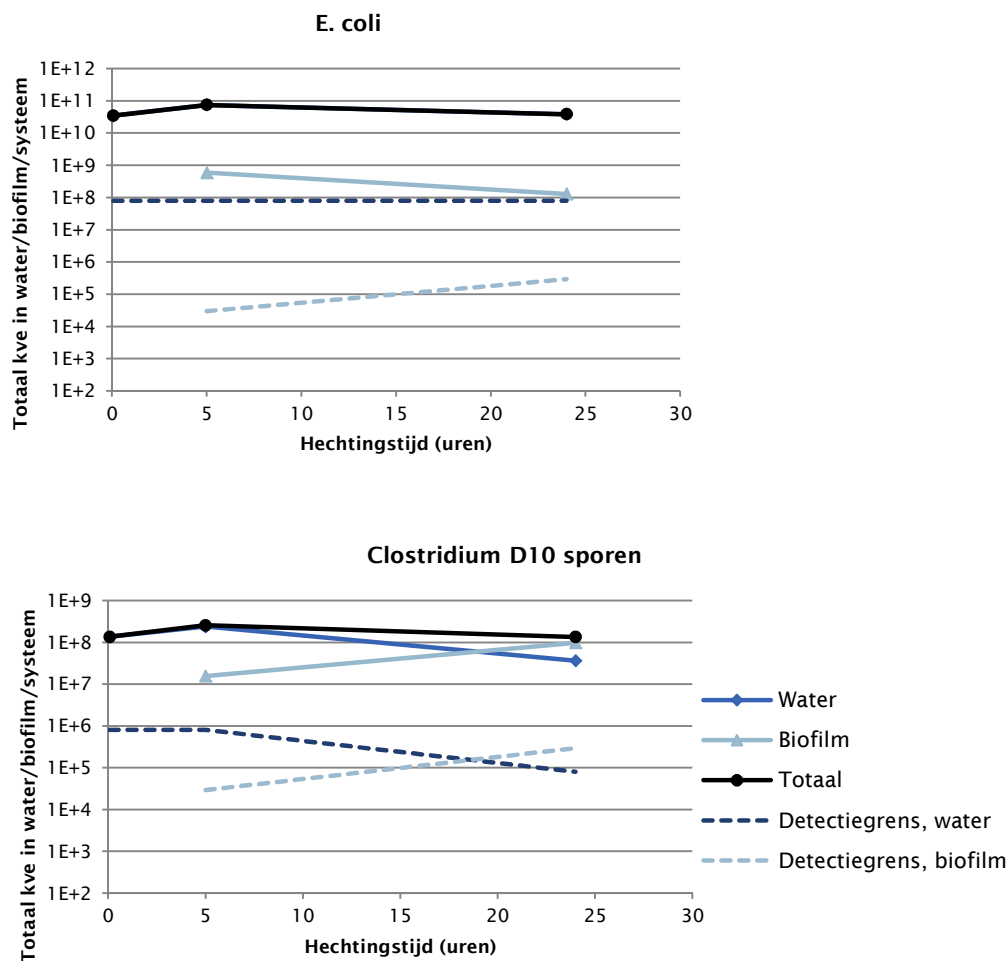 E. coli
Totaal kve in water/biofilm/systeem
1E+12
1E+11
1E+10
1E+9
1E+8
1E+7
1E+6
1E+5
1E+4
1E+3
1E+2
0 5 10 15 20 25 30
Hechtingstijd (uren)
Clostridium D10 sporen
Totaal kve in water/biofilm/systeem
1E+9
1E+8
1E+7
1E+6
1E+5
1E+4
1E+3
1E+2
0 5 10 15 20 25 30
Hechtingstijd (uren)
Water
Biofilm
Totaal
Detectiegrens, water
Detectiegrens, biofilm